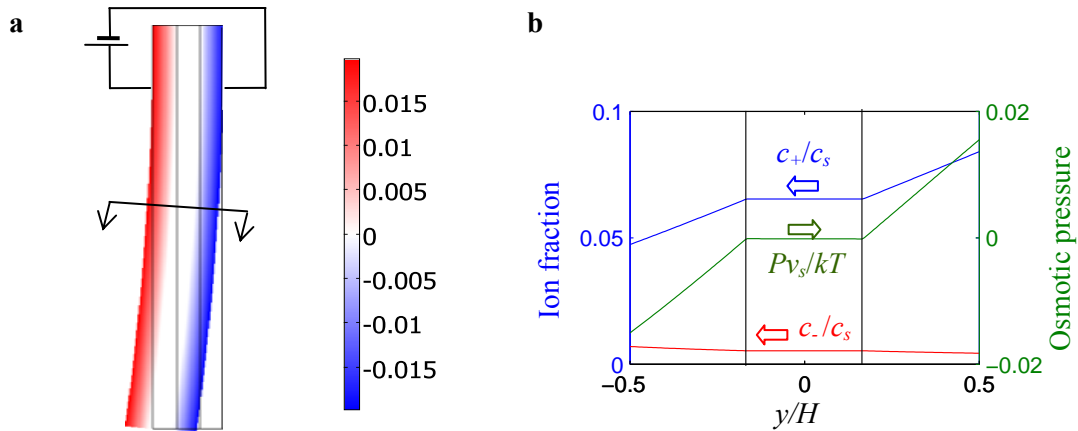 a
0.015
0.01
0.005
0
-0.005
-0.01
-0.015
b
0.1
0.05
0
Ion fraction
c₊/cₛ
Pvₛ/kT
c₋/cₛ
0.02
0
−0.02
Osmotic pressure
−0.5
0
0.5
y/H